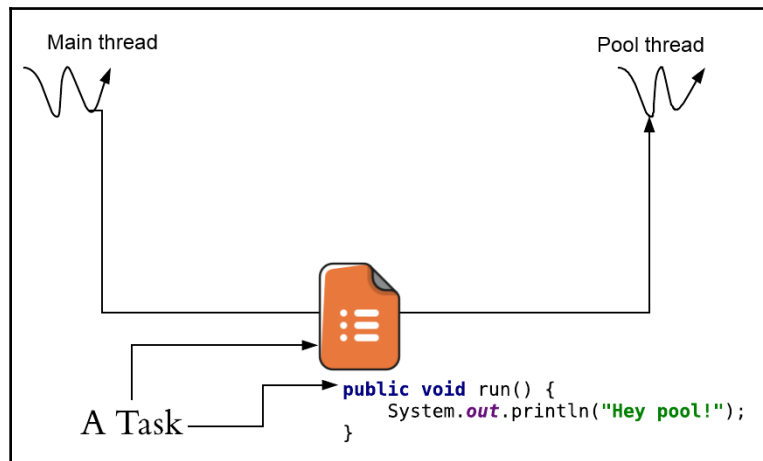 Main thread
Pool thread
A Task
public void run() {
    System.out.println("Hey pool!");
}